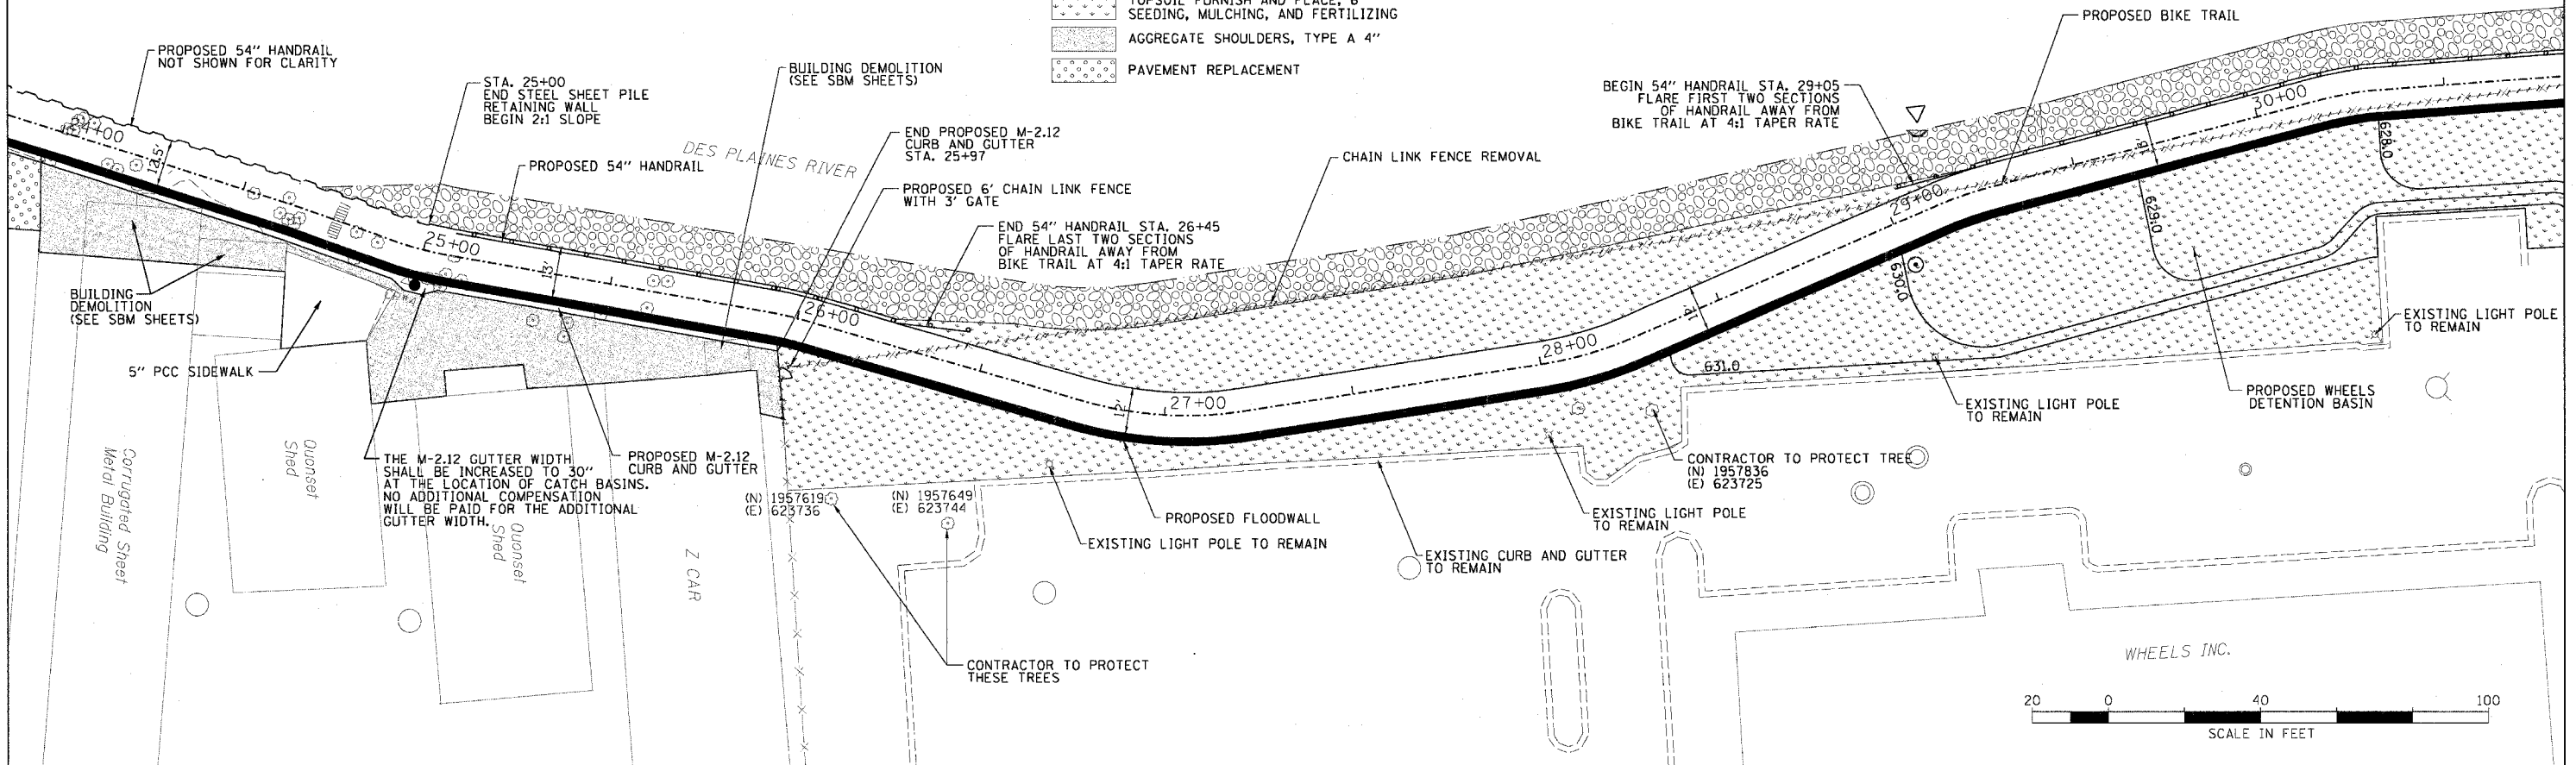 TOPSOIL FURNISH AND PLACE, 6"
SEEDING, MULCHING, AND FERTILIZING
AGGREGATE SHOULDERS, TYPE A 4"
PAVEMENT REPLACEMENT
PROPOSED 54" HANDRAIL
NOT SHOWN FOR CLARITY
STA. 25+00
END STEEL SHEET PILE
RETAINING WALL
BEGIN 2:1 SLOPE
BUILDING DEMOLITION
(SEE SBM SHEETS)
PROPOSED 54" HANDRAIL
DES PLAINES RIVER
END PROPOSED M-2.12
CURB AND GUTTER
STA. 25+97
PROPOSED 6' CHAIN LINK FENCE
WITH 3' GATE
END 54" HANDRAIL STA. 26+45
FLARE LAST TWO SECTIONS
OF HANDRAIL AWAY FROM
BIKE TRAIL AT 4:1 TAPER RATE
CHAIN LINK FENCE REMOVAL
BEGIN 54" HANDRAIL STA. 29+05
FLARE FIRST TWO SECTIONS
OF HANDRAIL AWAY FROM
BIKE TRAIL AT 4:1 TAPER RATE
PROPOSED BIKE TRAIL
24+00
12.5'
25+00
13'
26+00
12'
27+00
28+00
29+00
30+00
628.0
629.0
630.0
631.0
BUILDING
DEMOLITION
(SEE SBM SHEETS)
5" PCC SIDEWALK
Corrugated Sheet
Metal Building
Quonset
Shed
THE M-2.12 GUTTER WIDTH
SHALL BE INCREASED TO 30"
AT THE LOCATION OF CATCH BASINS.
NO ADDITIONAL COMPENSATION
WILL BE PAID FOR THE ADDITIONAL
GUTTER WIDTH.
Quonset
Shed
PROPOSED M-2.12
CURB AND GUTTER
Z CAR
(N) 1957619
(E) 623736
(N) 1957649
(E) 623744
CONTRACTOR TO PROTECT
THESE TREES
EXISTING LIGHT POLE TO REMAIN
PROPOSED FLOODWALL
EXISTING CURB AND GUTTER
TO REMAIN
EXISTING LIGHT POLE
TO REMAIN
CONTRACTOR TO PROTECT TREE
(N) 1957836
(E) 623725
EXISTING LIGHT POLE
TO REMAIN
PROPOSED WHEELS
DETENTION BASIN
EXISTING LIGHT POLE
TO REMAIN
WHEELS INC.
20 0 40 100
SCALE IN FEET